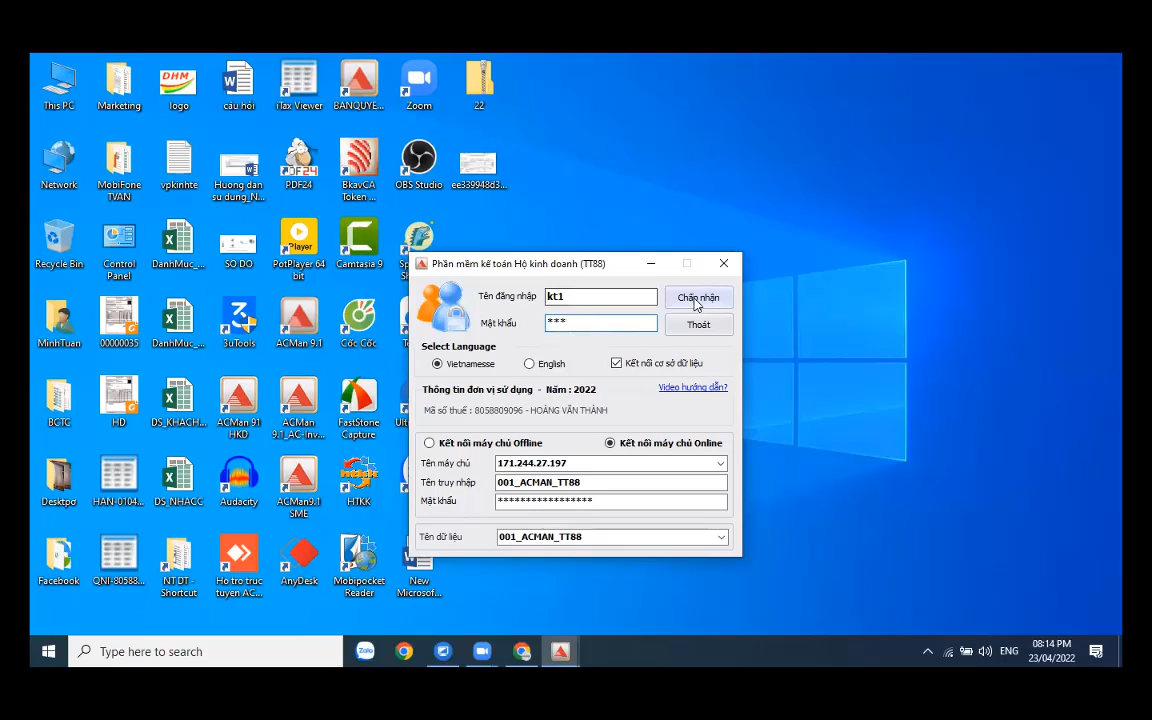 This PC
Marketing
logo
câu hỏi
iTax Viewer
BANQUYE...
Zoom
22
DHM
Network
MobiFone
TVAN
vpkinhte
Huong dan
su dung_N...
PDF24
BkavCA
Token ...
OBS Studio
ee339948d3...
Recycle Bin
Control
Panel
DanhMuc_...
SO DO
PotPlayer 64
bit
Camtasia 9
Player
MinhTuan
00000035
DanhMuc_...
3uTools
ACMan 9.1
Cốc Cốc
BCTC
HD
DS_KHACH...
ACMan 91
HKD
ACMan
9.1_AC-Inv...
FastStone
Capture
Desktpo
HAN-0104...
DS_NHACC
Audacity
ACMan9.1
SME
HTKK
Facebook
QNI-80588...
NT DT -
Shortcut
Ho tro truc
tuyen AC...
AnyDesk
Mobipocket
Reader
New
Microsof...
Phần mềm kế toán Hộ kinh doanh (TT88)
Tên đăng nhập
kt1
Chấp nhận
Mật khẩu
***
Thoát
Select Language
Vietnamesse
English
Kết nối cơ sở dữ liệu
Thông tin đơn vị sử dụng - Năm : 2022
Video hướng dẫn?
Mã số thuế : 8058809096 - HOÀNG VĂN THÀNH
Kết nối máy chủ Offline
Kết nối máy chủ Online
Tên máy chủ
171.244.27.197
Tên truy nhập
001_ACMAN_TT88
Mật khẩu
****************
Tên dữ liệu
001_ACMAN_TT88
Type here to search
Zalo
ENG
08:14 PM
23/04/2022